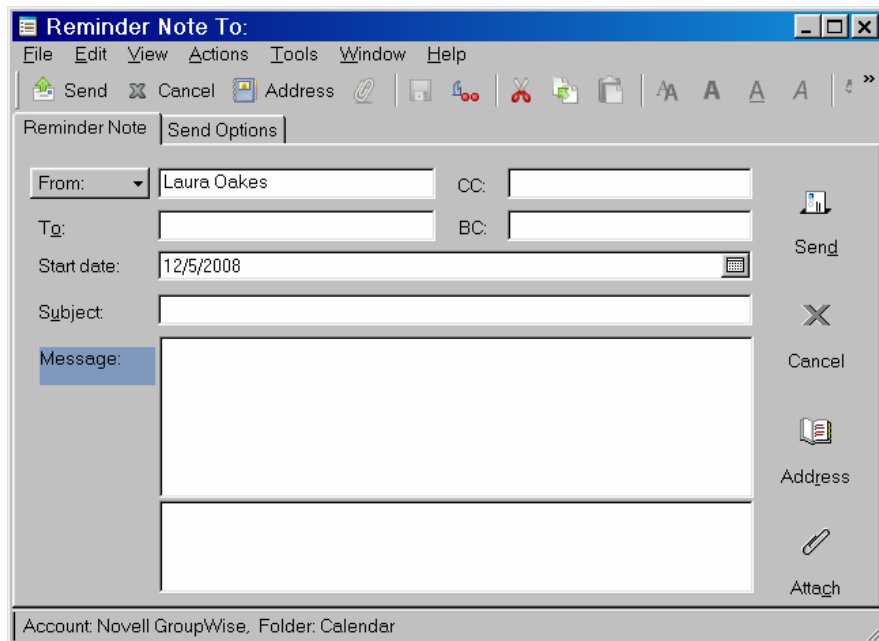 Reminder Note To:
File Edit View Actions Tools Window Help
Send Cancel Address A A A A »
Reminder Note Send Options
From: Laura Oakes CC:
To: BC:
Send
Start date: 12/5/2008
Subject:
Message:
Cancel
Address
Attach
Account: Novell GroupWise, Folder: Calendar